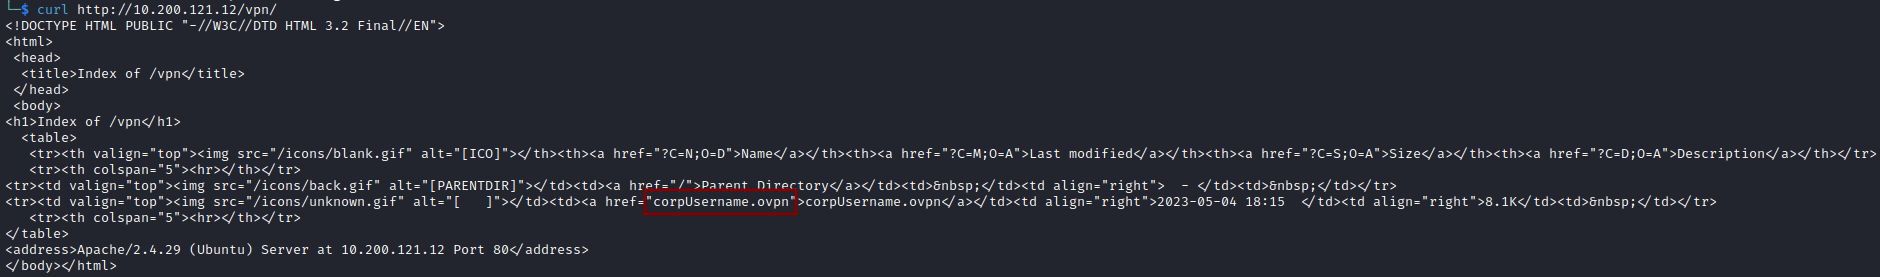 └─$ curl http://10.200.121.12/vpn/
<!DOCTYPE HTML PUBLIC "-//W3C//DTD HTML 3.2 Final//EN">
<html>
 <head>
  <title>Index of /vpn</title>
 </head>
 <body>
<h1>Index of /vpn</h1>
  <table>
   <tr><th valign="top"><img src="/icons/blank.gif" alt="[ICO]"></th><th><a href="?C=N;O=D">Name</a></th><th><a href="?C=M;O=A">Last modified</a></th><th><a href="?C=S;O=A">Size</a></th><th><a href="?C=D;O=A">Description</a></th></tr>
   <tr><th colspan="5"><hr></th></tr>
<tr><td valign="top"><img src="/icons/back.gif" alt="[PARENTDIR]"></td><td><a href="/">Parent Directory</a></td><td>&nbsp;</td><td align="right">  - </td><td>&nbsp;</td></tr>
<tr><td valign="top"><img src="/icons/unknown.gif" alt="[   ]"></td><td><a href="corpUsername.ovpn">corpUsername.ovpn</a></td><td align="right">2023-05-04 18:15  </td><td align="right">8.1K</td><td>&nbsp;</td></tr>
   <tr><th colspan="5"><hr></th></tr>
</table>
<address>Apache/2.4.29 (Ubuntu) Server at 10.200.121.12 Port 80</address>
</body></html>